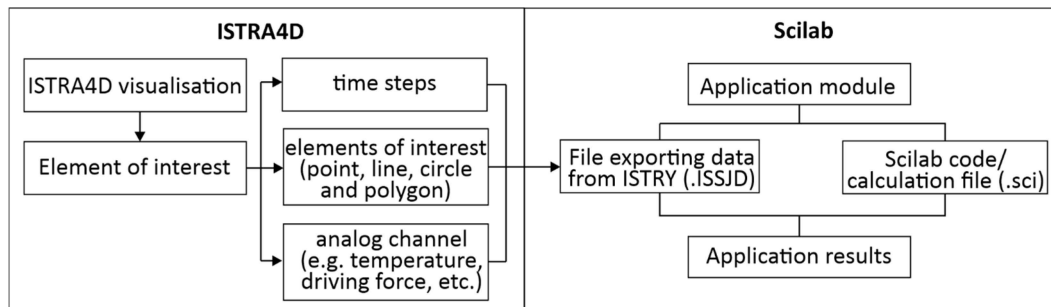 ISTRA4D
ISTRA4D visualisation
Element of interest
time steps
elements of interest
(point, line, circle
and polygon)
analog channel
(e.g. temperature,
driving force, etc.)
Scilab
Application module
File exporting data
from ISTRY (.ISSJD)
Scilab code/
calculation file (.sci)
Application results